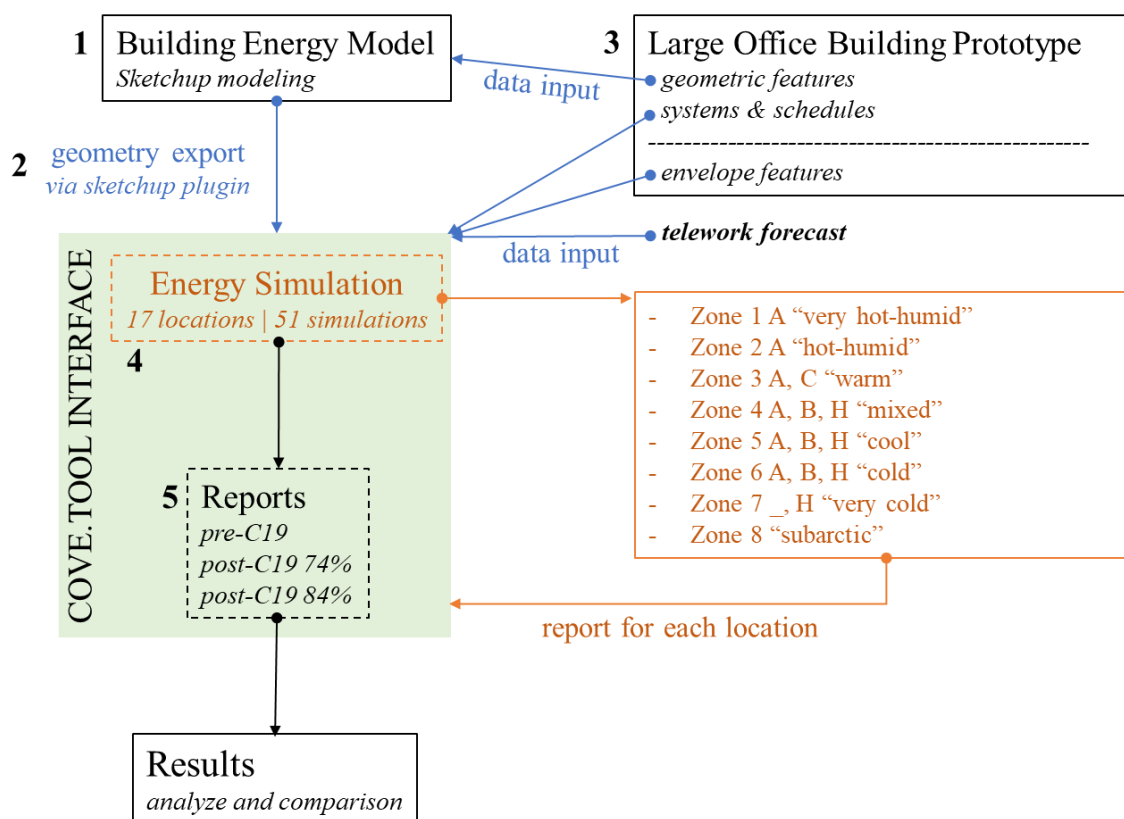 1
Building Energy Model
Sketchup modeling
3
Large Office Building Prototype
geometric features
systems & schedules
envelope features
data input
2
geometry export
via sketchup plugin
telework forecast
data input
COVE.TOOL INTERFACE
Energy Simulation
17 locations | 51 simulations
4
- Zone 1 A “very hot-humid”
- Zone 2 A “hot-humid”
- Zone 3 A, C “warm”
- Zone 4 A, B, H “mixed”
- Zone 5 A, B, H “cool”
- Zone 6 A, B, H “cold”
- Zone 7 _, H “very cold”
- Zone 8 “subarctic”
5
Reports
pre-C19
post-C19 74%
post-C19 84%
report for each location
Results
analyze and comparison